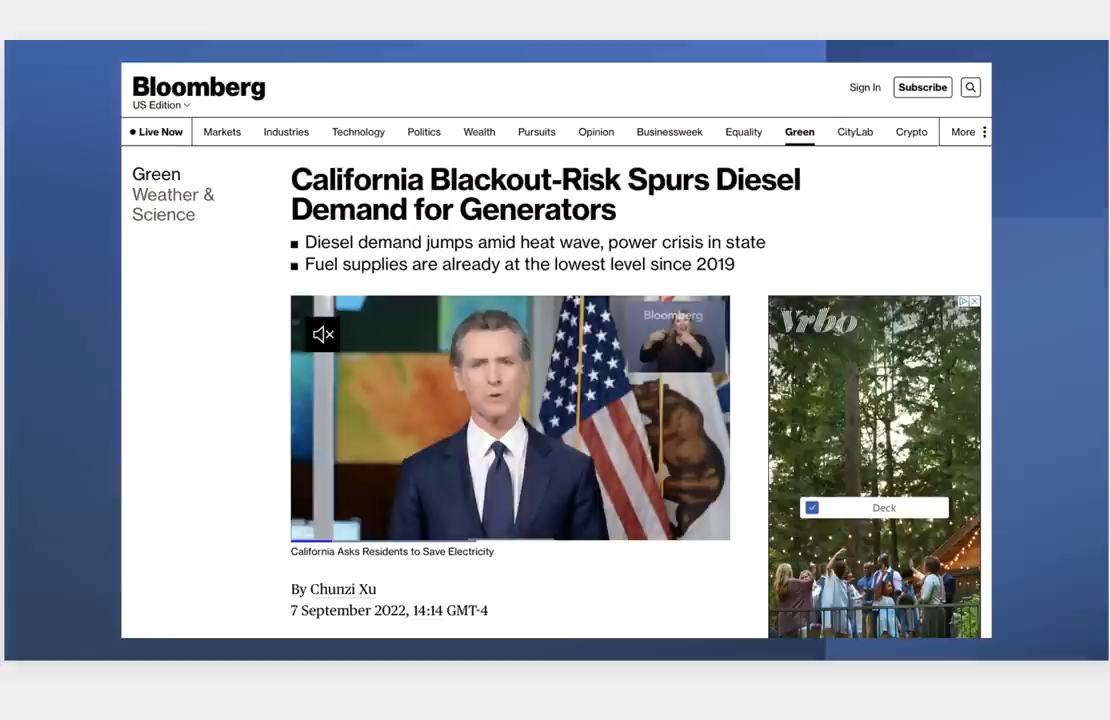 Bloomberg
US Edition
Sign In
Subscribe
Live Now
Markets
Industries
Technology
Politics
Wealth
Pursuits
Opinion
Businessweek
Equality
Green
CityLab
Crypto
More
Green
Weather &
Science
California Blackout-Risk Spurs Diesel
Demand for Generators
Diesel demand jumps amid heat wave, power crisis in state
Fuel supplies are already at the lowest level since 2019
Bloomberg
Vrbo
Deck
California Asks Residents to Save Electricity
By Chunzi Xu
7 September 2022, 14:14 GMT-4